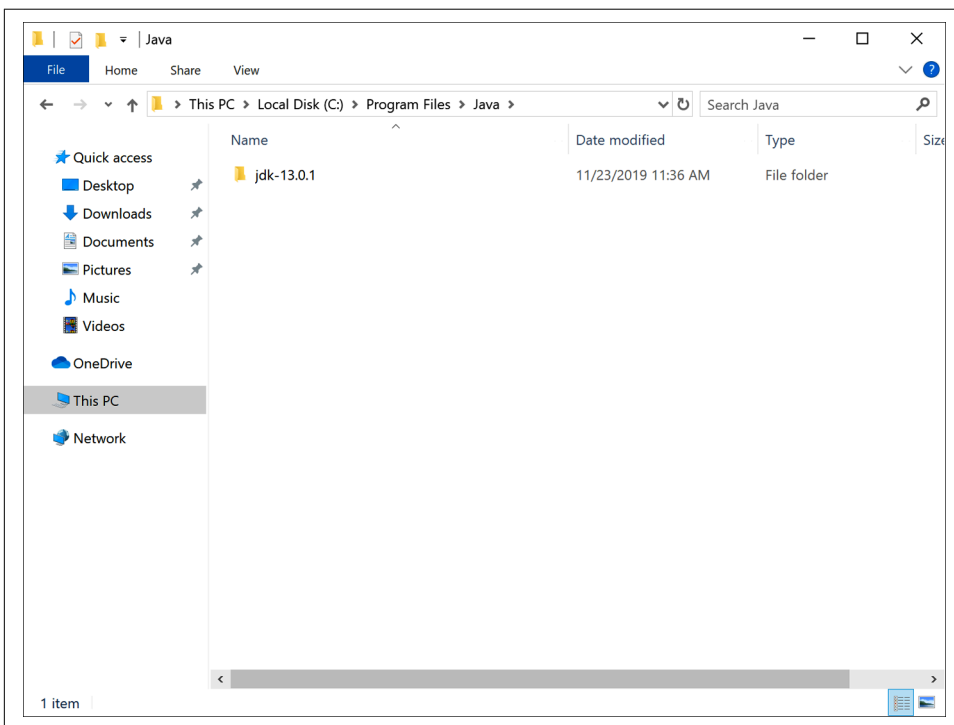 Java
File Home Share View ?
This PC Local Disk (C:) Program Files Java Search Java
Name Date modified Type Size
Quick access
jdk-13.0.1 11/23/2019 11:36 AM File folder
Desktop
Downloads
Documents
Pictures
Music
Videos
OneDrive
This PC
Network
1 item